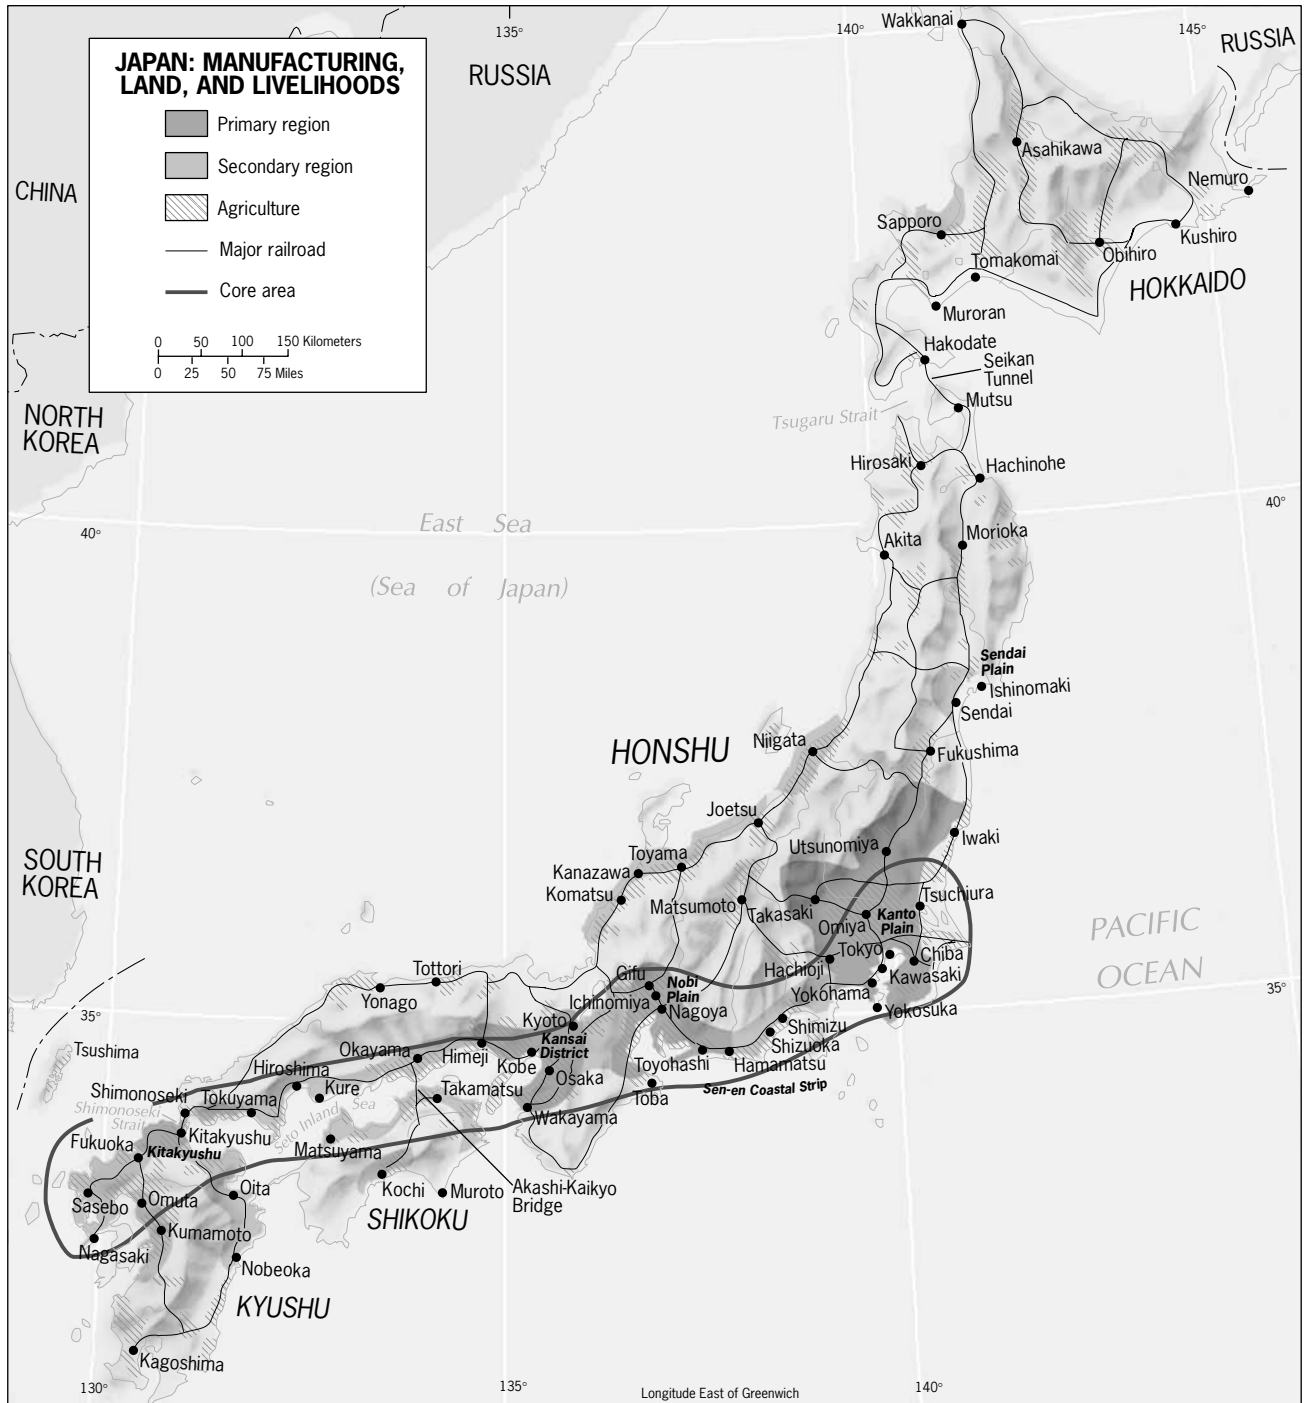 JAPAN: MANUFACTURING,
LAND, AND LIVELIHOODS
Primary region
Secondary region
Agriculture
Major railroad
Core area
0 50 100 150 Kilometers
0 25 50 75 Miles
135°
140°
145°
RUSSIA
RUSSIA
CHINA
NORTH
KOREA
SOUTH
KOREA
Wakkanai
Asahikawa
Nemuro
Sapporo
Kushiro
Obihiro
Tomakomai
HOKKAIDO
Muroran
Hakodate
Seikan
Tunnel
Mutsu
Tsugaru Strait
Hirosaki
Hachinohe
40°
40°
East Sea
(Sea of Japan)
Akita
Morioka
Sendai
Plain
Ishinomaki
Sendai
HONSHU
Niigata
Fukushima
Joetsu
Iwaki
Utsunomiya
Toyama
Kanazawa
Komatsu
Matsumoto
Takasaki
Tsuchiura
Omiya
Kanto
Plain
Tokyo
Chiba
Hachioji
Kawasaki
Yokohama
Yokosuka
PACIFIC
OCEAN
35°
35°
Tottori
Yonago
Gifu
Nobi
Plain
Ichinomiya
Nagoya
Kyoto
Kansai
District
Shimizu
Shizuoka
Toyohashi
Hamamatsu
Okayama
Himeji
Kobe
Osaka
Tsushima
Hiroshima
Shimonoseki
Tokuyama
Kure
Takamatsu
Toba
Sen-en Coastal Strip
Shimonoseki
Strait
Seto Inland Sea
Wakayama
Kitakyushu
Fukuoka
Kitakyushu
Matsuyama
Kochi
Muroto
Akashi-Kaikyo
Bridge
SHIKOKU
Sasebo
Omuta
Oita
Kumamoto
Nagasaki
Nobeoka
KYUSHU
Kagoshima
130°
135°
Longitude East of Greenwich
140°